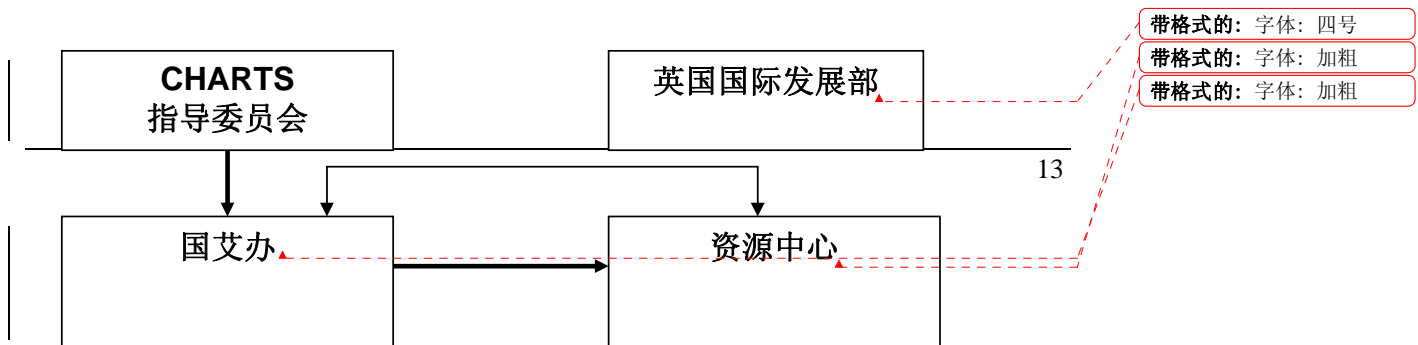 CHARTS
指导委员会
英国国际发展部
带格式的: 字体: 四号
带格式的: 字体: 加粗
带格式的: 字体: 加粗
13
国艾办
资源中心